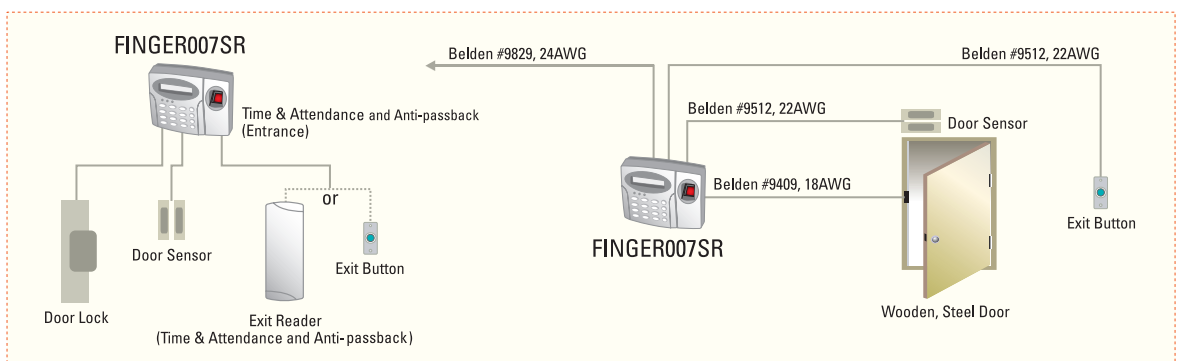 FINGER007SR
Time & Attendance and Anti-passback
(Entrance)
or
Door Sensor
Exit Button
Door Lock
Exit Reader
(Time & Attendance and Anti-passback)
Belden #9829, 24AWG
Belden #9512, 22AWG
Belden #9512, 22AWG
Door Sensor
Belden #9409, 18AWG
FINGER007SR
Exit Button
Wooden, Steel Door